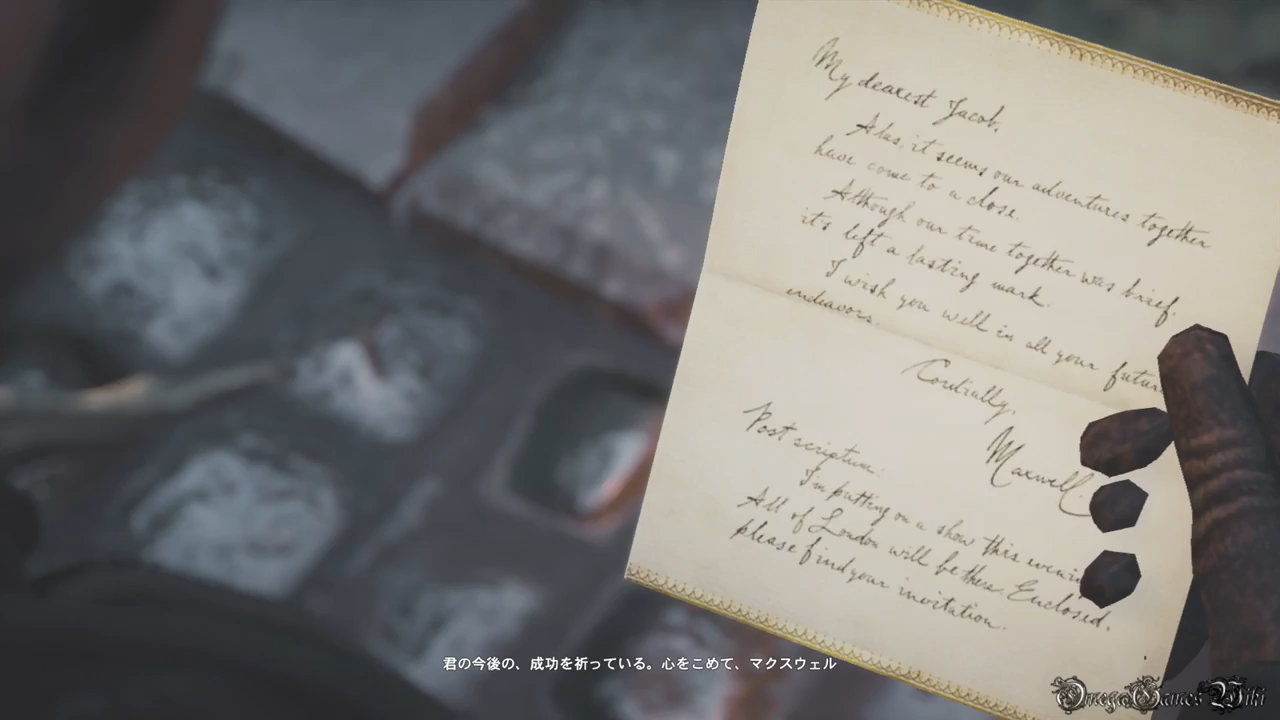 My dearest Jacob,
Alas, it seems our adventures together
have come to a close.
Although our time together was brief,
it's left a lasting mark.
I wish you well in all your futur
endeavors.
Cordially,
Maxwell.
Post scriptum:
I'm putting on a show this evenin
All of London will be there. Enclosed,
please find your invitation.
君の今後の、成功を祈っている。心をこめて、マクスウェル
OmegaGames Wiki